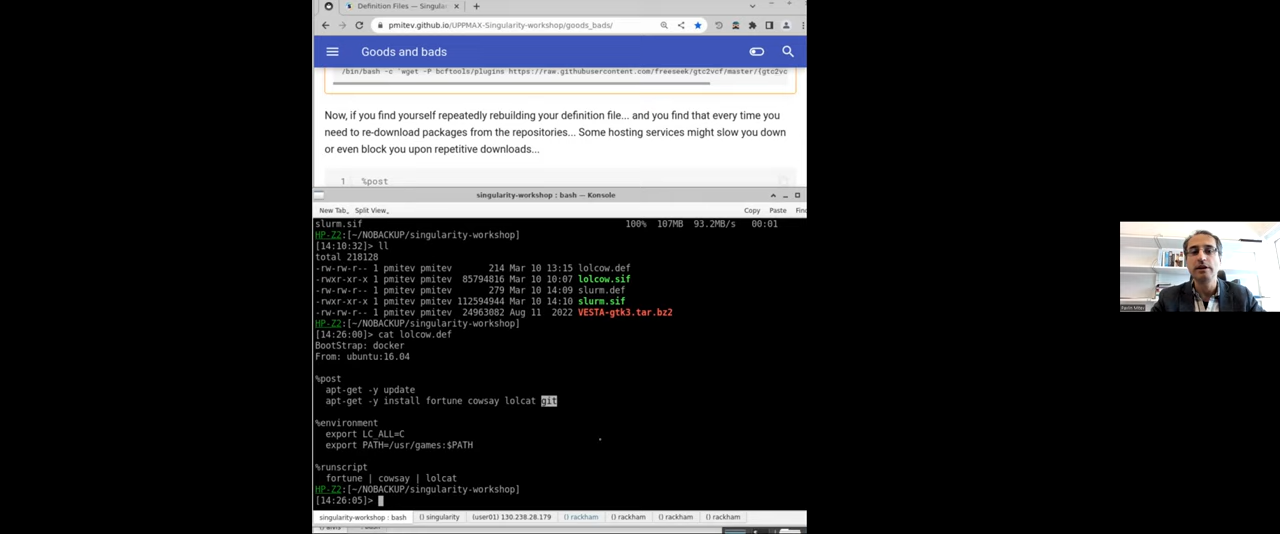 Definition Files — Singula
pmitev.github.io/UPPMAX-Singularity-workshop/goods_bads/
Goods and bads
/bin/bash -c 'wget -P bcftools/plugins https://raw.githubusercontent.com/freeseek/gtc2vcf/master/{gtc2vc
Now, if you find yourself repeatedly rebuilding your definition file... and you find that every time you
need to re-download packages from the repositories... Some hosting services might slow you down
or even block you upon repetitive downloads...
1 %post
singularity-workshop : bash — Konsole
New Tab Split View Copy Paste Find
slurm.sif 100% 107MB 93.2MB/s 00:01
HP-Z2:[~/NOBACKUP/singularity-workshop]
[14:10:32]> ll
total 218128
-rw-rw-r-- 1 pmitev pmitev 214 Mar 10 13:15 lolcow.def
-rwxr-xr-x 1 pmitev pmitev 85794816 Mar 10 10:07 lolcow.sif
-rw-rw-r-- 1 pmitev pmitev 279 Mar 10 14:09 slurm.def
-rwxr-xr-x 1 pmitev pmitev 112594944 Mar 10 14:10 slurm.sif
-rw-rw-r-- 1 pmitev pmitev 24963082 Aug 11 2022 VESTA-gtk3.tar.bz2
HP-Z2:[~/NOBACKUP/singularity-workshop]
[14:26:00]> cat lolcow.def
BootStrap: docker
From: ubuntu:16.04
%post
apt-get -y update
apt-get -y install fortune cowsay lolcat git
%environment
export LC_ALL=C
export PATH=/usr/games:$PATH
%runscript
fortune | cowsay | lolcat
HP-Z2:[~/NOBACKUP/singularity-workshop]
[14:26:05]>
singularity-workshop : bash () singularity (user01) 130.238.28.179 () rackham () rackham () rackham () rackham